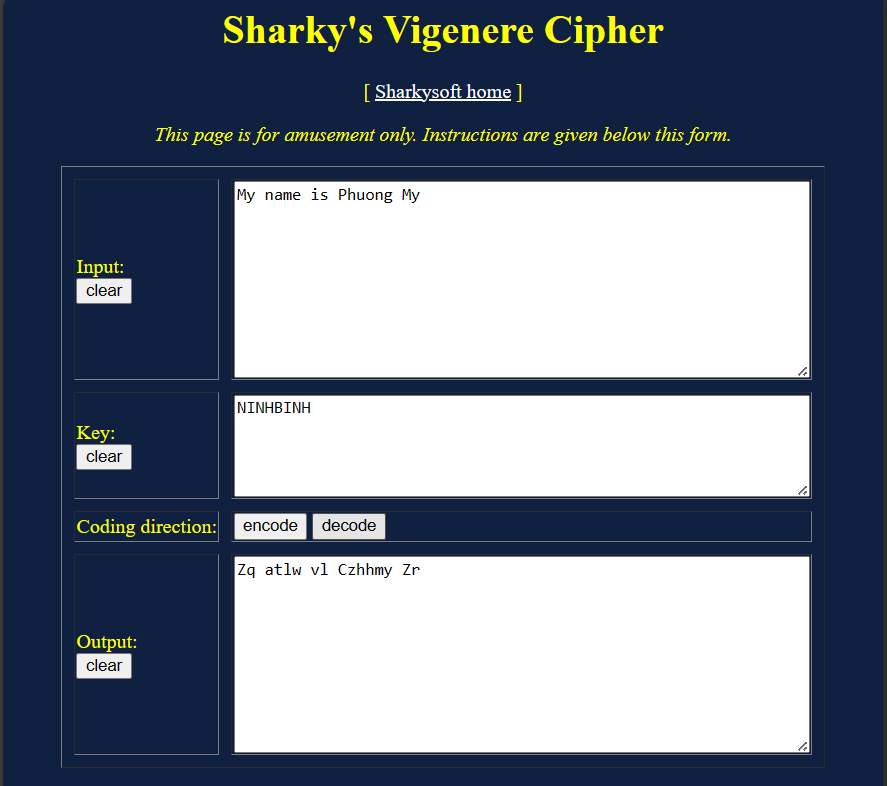 Sharky's Vigenere Cipher
[ Sharkysoft home ]
This page is for amusement only. Instructions are given below this form.
Input:
clear
My name is Phuong My
Key:
clear
NINHBINH
Coding direction:
encode decode
Output:
clear
Zq atlw vl Czhhmy Zr